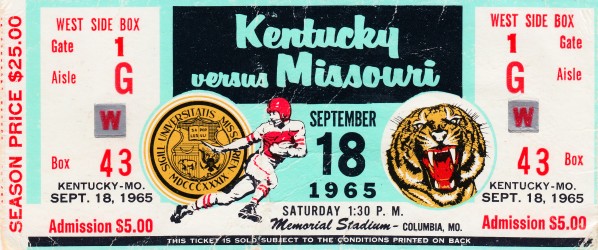 SEASON PRICE $25.00
WEST SIDE BOX
Gate 1
Aisle G
W
Box 43
KENTUCKY-MO.
SEPT. 18, 1965
Admission $5.00
Kentucky
versus Missouri
SEPTEMBER
18
1965
SATURDAY 1:30 P. M.
Memorial Stadium - COLUMBIA, MO.
THIS TICKET IS SOLD SUBJECT TO THE CONDITIONS PRINTED ON BACK
WEST SIDE BOX
1 Gate
G Aisle
W
43 Box
KENTUCKY-MO.
SEPT. 18, 1965
Admission $5.00